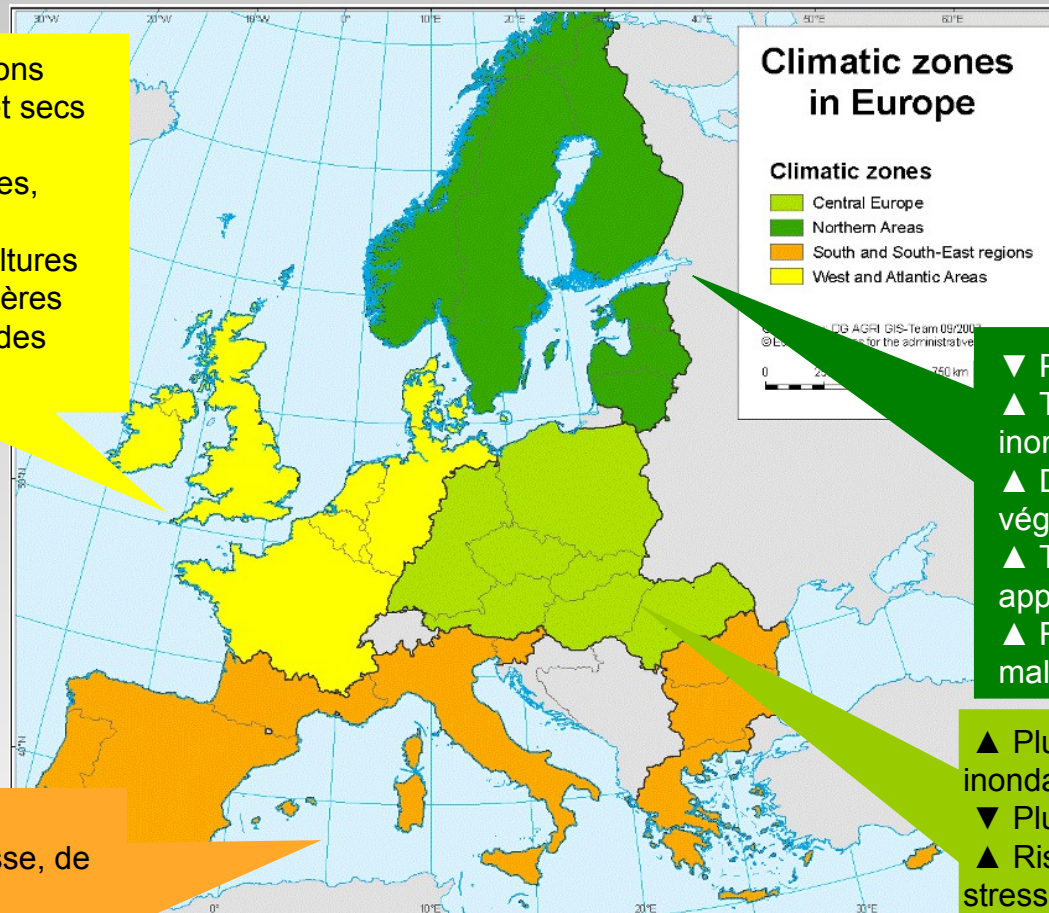 30°W 20°W 10°W 0° 10°E 20°E 30°E 50°E 60°E
Climatic zones
in Europe
Climatic zones
Central Europe
Northern Areas
South and South-East regions
West and Atlantic Areas
DG AGRI GIS-Team 09/2007
for the administrative
0 750 km
ons
et secs
es,
ltures
ères
des
▼
▲
inon
▲
vég
▲
app
▲
mal
▲ Plu
inonda
▼ Plu
▲ Ris
stress
sse, de
40°N
0° 10°E 20°E 30°E